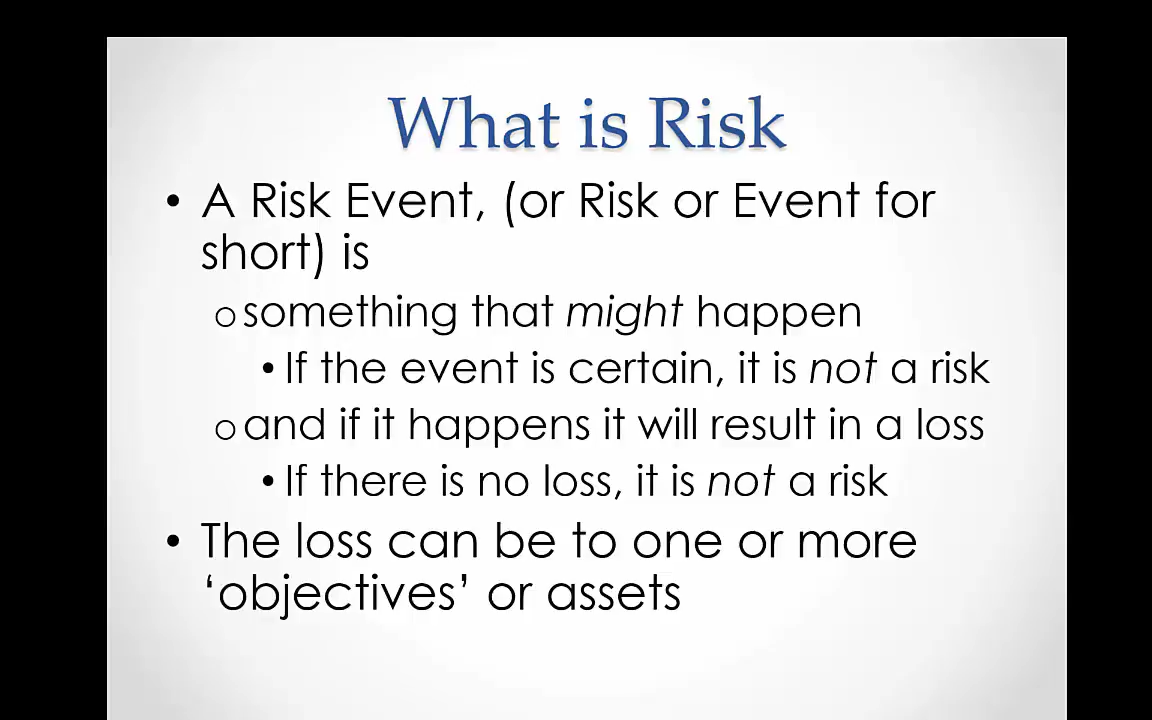 What is Risk
• A Risk Event, (or Risk or Event for
short) is
o something that might happen
• If the event is certain, it is not a risk
o and if it happens it will result in a loss
• If there is no loss, it is not a risk
• The loss can be to one or more
‘objectives’ or assets